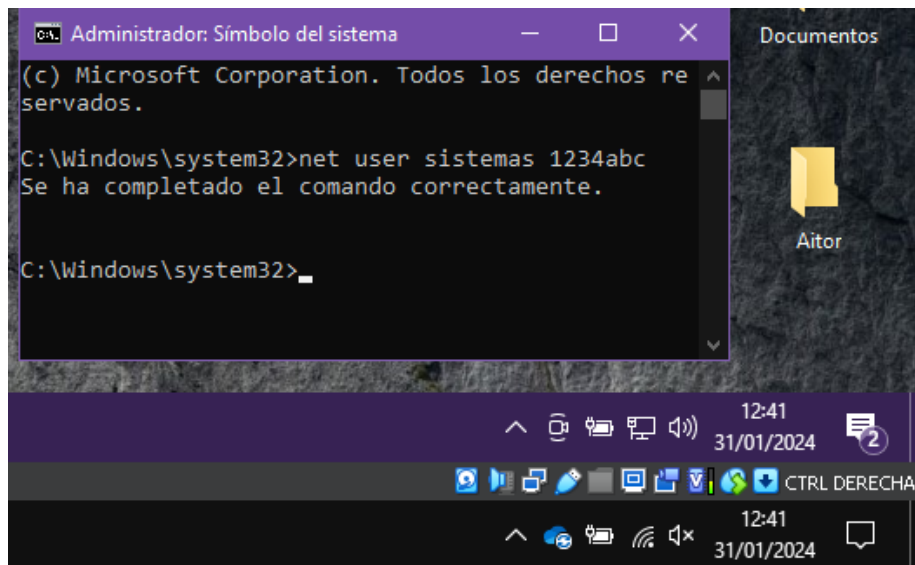 Administrador: Símbolo del sistema
(c) Microsoft Corporation. Todos los derechos re
servados.
C:\Windows\system32>net user sistemas 1234abc
Se ha completado el comando correctamente.
C:\Windows\system32>
Documentos
Aitor
12:41
31/01/2024
2
CTRL DERECHA
12:41
31/01/2024